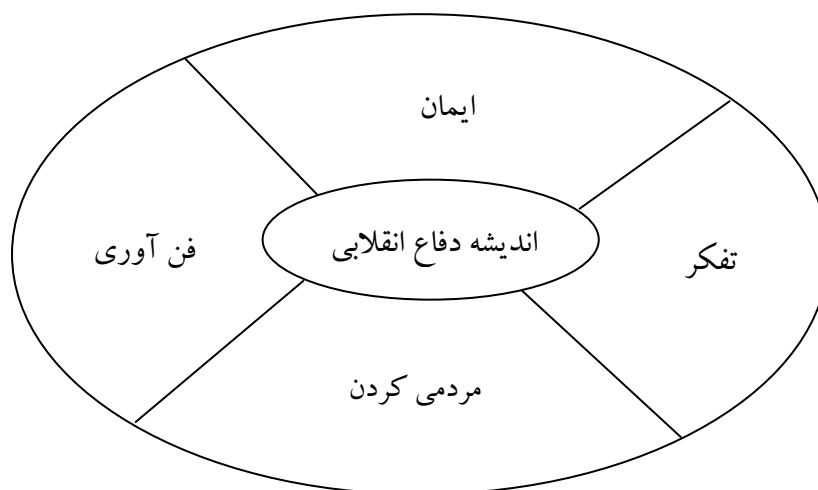 ایمان
تفکر
اندیشه دفاع انقلابی
فن آوری
مردمی کردن